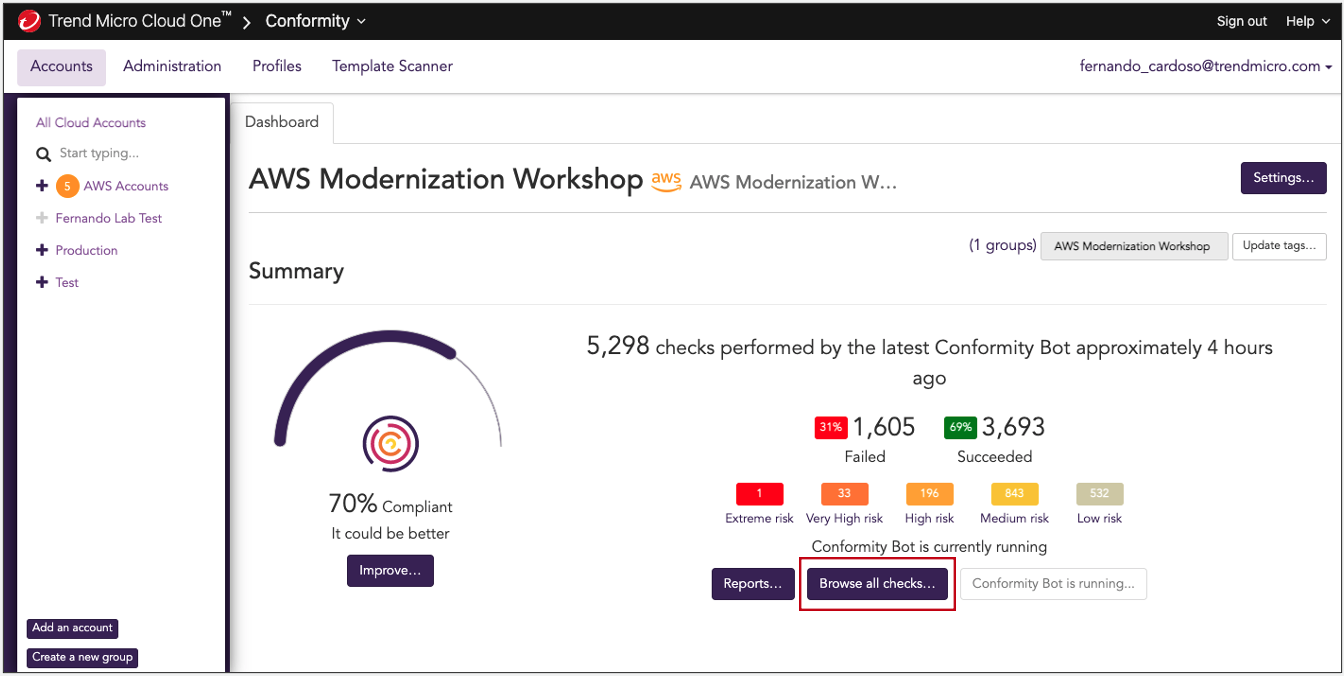 Trend Micro Cloud One™ > Conformity
Sign out Help
Accounts Administration Profiles Template Scanner
fernando_cardoso@trendmicro.com
All Cloud Accounts
Start typing...
5 AWS Accounts
Fernando Lab Test
Production
Test
Add an account
Create a new group
Dashboard
AWS Modernization Workshop aws AWS Modernization W…
Settings…
(1 groups) AWS Modernization Workshop Update tags…
Summary
70% Compliant
It could be better
Improve…
5,298 checks performed by the latest Conformity Bot approximately 4 hours
ago
31% 1,605 69% 3,693
Failed Succeeded
1 33 196 843 532
Extreme risk Very High risk High risk Medium risk Low risk
Conformity Bot is currently running
Reports… Browse all checks… Conformity Bot is running...